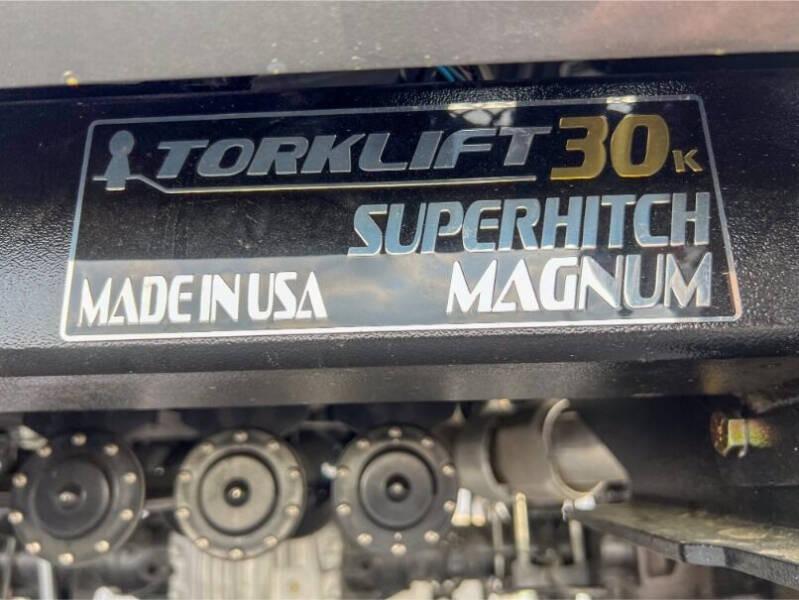 TORKLIFT 30K
SUPERHITCH
MADE IN USA MAGNUM